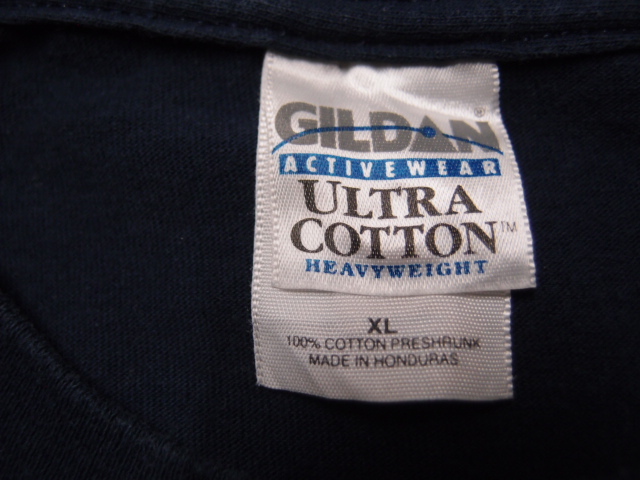 GILDAN®
ACTIVEWEAR
ULTRA
COTTON™
HEAVYWEIGHT
XL
100% COTTON PRESHRUNK
MADE IN HONDURAS